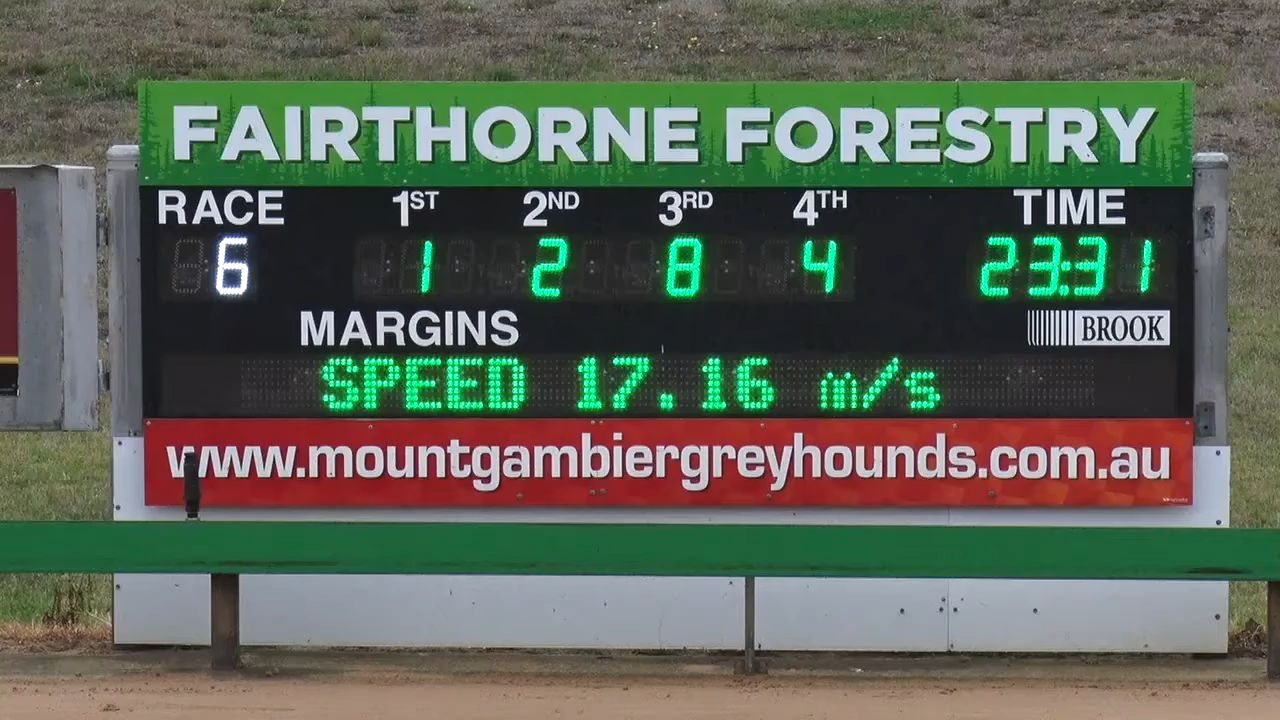 FAIRTHORNE FORESTRY
RACE 1ST 2ND 3RD 4TH TIME
6 1 2 8 4 23:31
MARGINS BROOK
SPEED 17.16 m/s
www.mountgambiergreyhounds.com.au